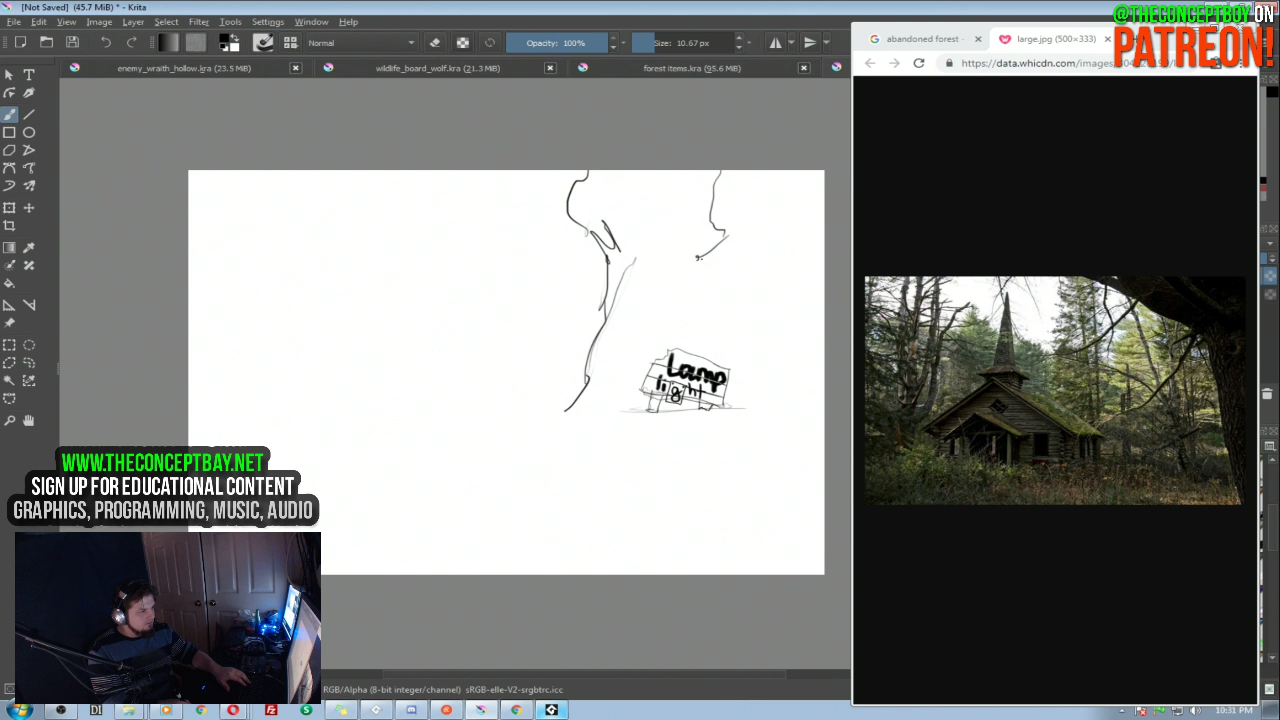 [Not Saved] (45.7 MiB) * - Krita
@THECONCEPTBOY ON
PATREON!
File Edit View Image Layer Select Filter Tools Settings Window Help
Normal
Opacity: 100%
Size: 10.67 px
enemy_wraith_hollow.kra (23.5 MiB)
wildlife_board_wolf.kra (21.3 MiB)
forest items.kra (95.6 MiB)
abandoned forest
large.jpg (500×333)
https://data.whicdn.com/images
Lamp
light
WWW.THECONCEPTBAY.NET
SIGN UP FOR EDUCATIONAL CONTENT
GRAPHICS, PROGRAMMING, MUSIC, AUDIO
RGB/Alpha (8-bit integer/channel) sRGB-elle-V2-srgbtrc.icc
10:31 PM